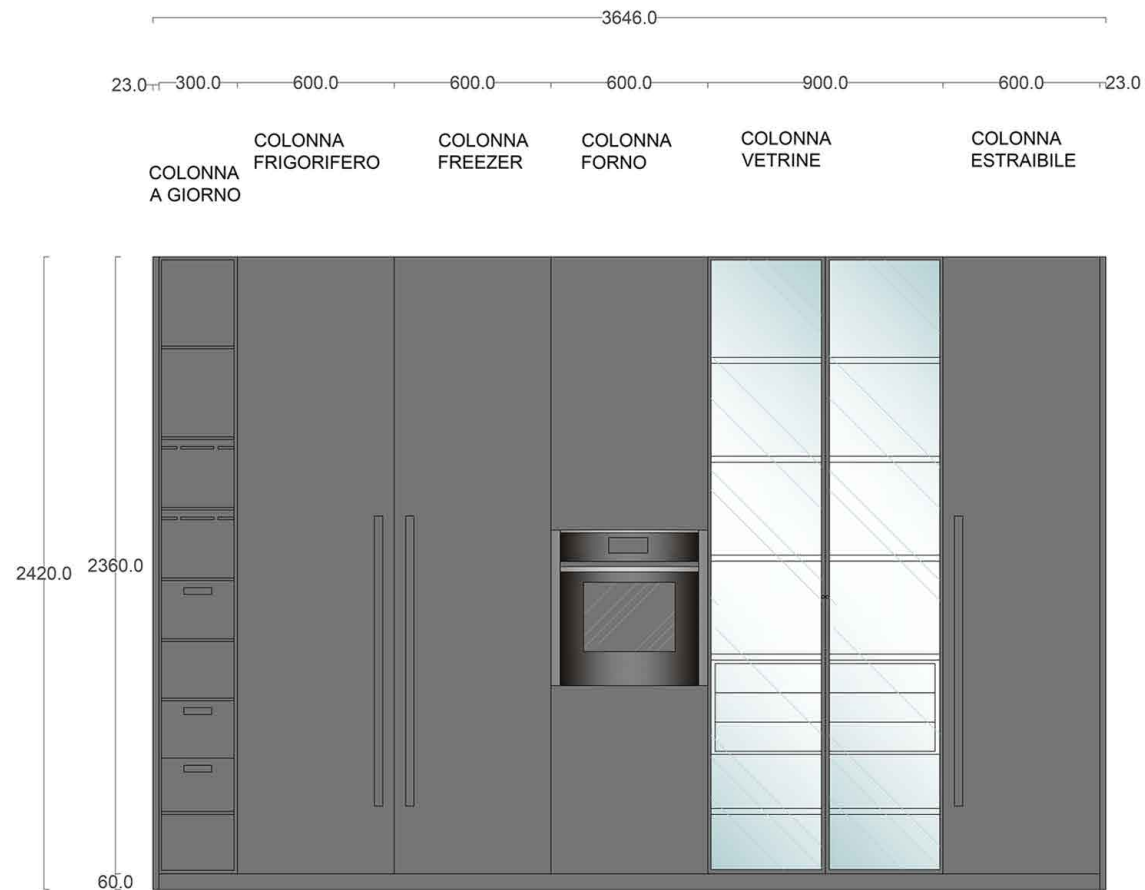 3646.0
23.0
300.0
600.0
600.0
600.0
900.0
600.0
23.0
COLONNA
A GIORNO
COLONNA
FRIGORIFERO
COLONNA
FREEZER
COLONNA
FORNO
COLONNA
VETRINE
COLONNA
ESTRAIBILE
2420.0
2360.0
60.0